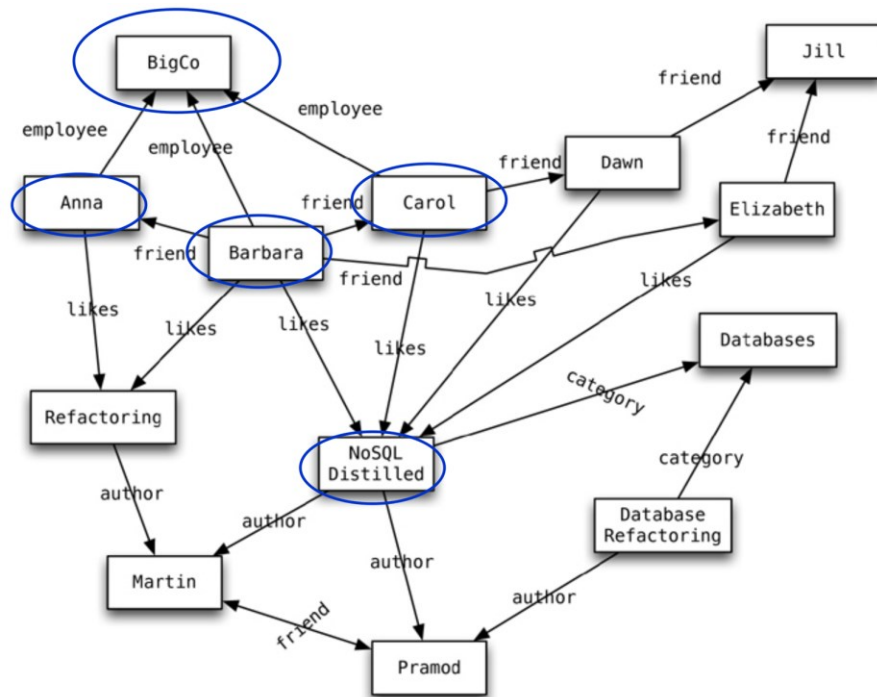 BigCo
Jill
friend
employee
employee
friend
employee
friend
Dawn
Anna
friend
Carol
Elizabeth
friend
Barbara
friend
likes
likes
likes
likes
likes
likes
Databases
category
Refactoring
NoSQL
Distilled
category
author
author
Database
Refactoring
author
Martin
author
friend
Pramod